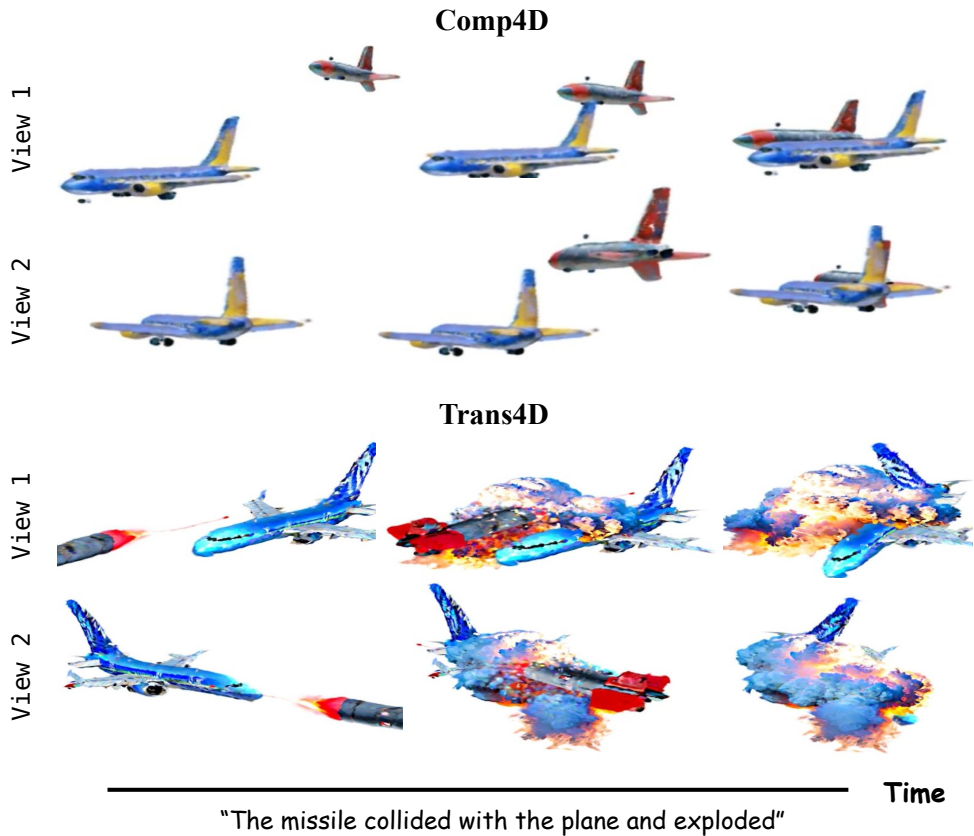 Comp4D
View 1
View 2
Trans4D
View 1
View 2
Time
“The missile collided with the plane and exploded”